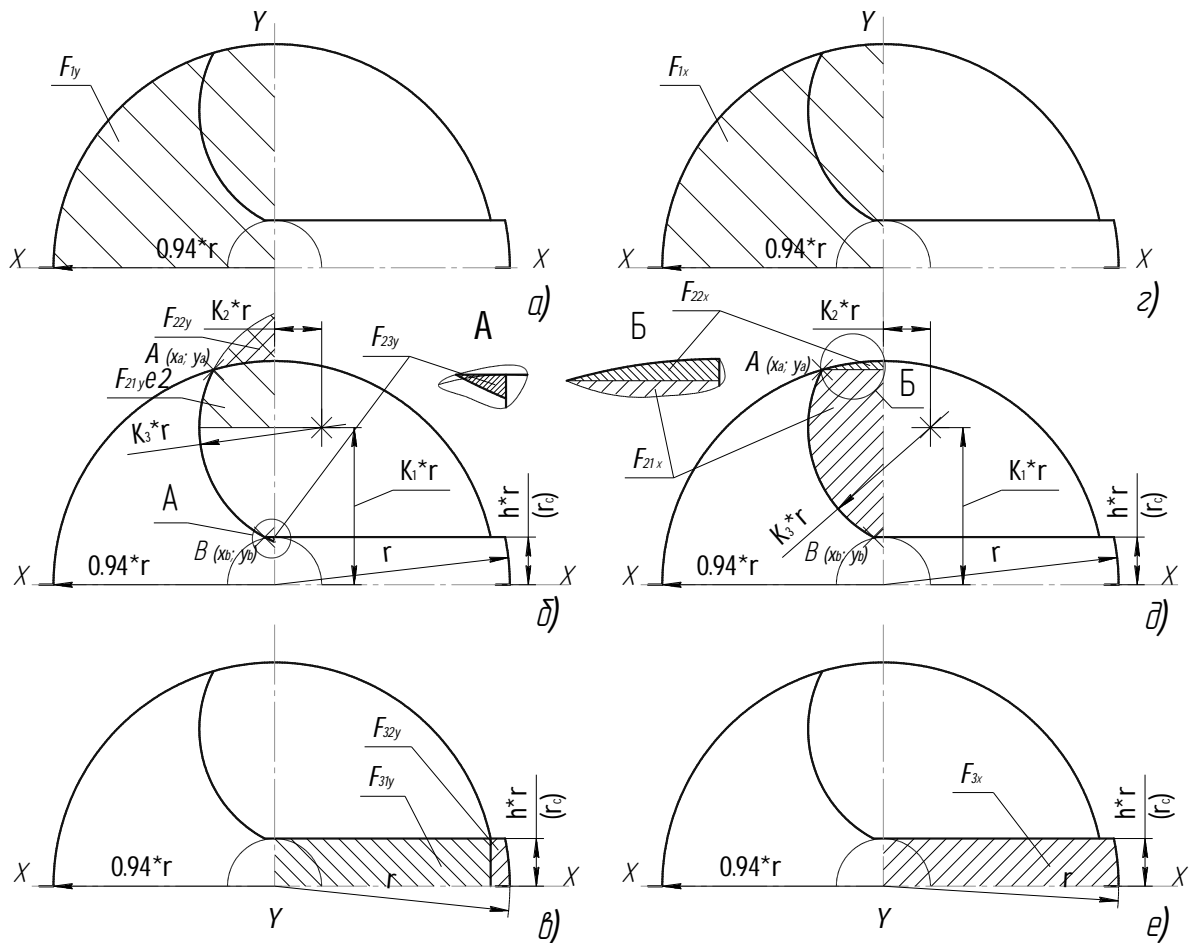 Y
Y
F1y
F1x
0.94*r
0.94*r
X
X
X
X
а)
г)
K2*r
F22y
A (xa; ya)
F21ye2
F23y
А
Б
F22x
K2*r
A (xa; ya)
Б
K3*r
K1*r
F21x
K1*r
А
h*r
(rc)
h*r
(rc)
K3*r
B (xb; yb)
B (xb; yb)
r
r
X
0.94*r
X
X
0.94*r
X
б)
д)
F32y
F31y
F3x
h*r
(rc)
h*r
(rc)
X
0.94*r
r
X
X
0.94*r
r
X
Y
в)
Y
е)